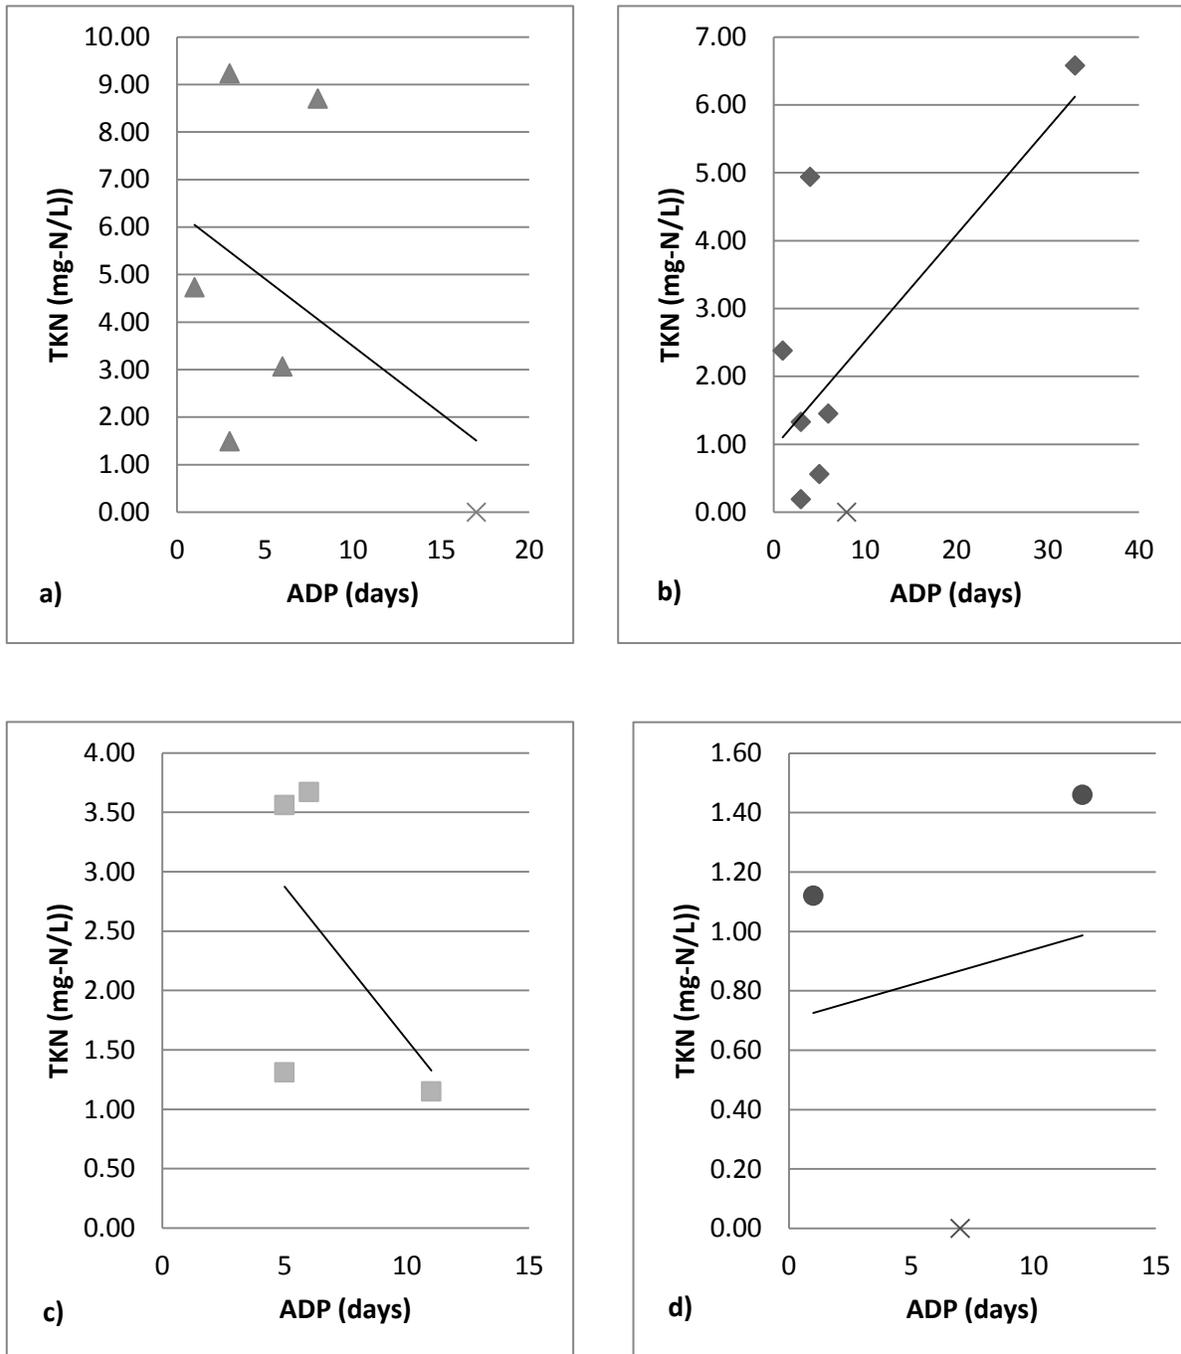 10.00
9.00
8.00
7.00
6.00
5.00
4.00
3.00
2.00
1.00
0.00
0 5 10 15 20
TKN (mg-N/L))
ADP (days)
a)
7.00
6.00
5.00
4.00
3.00
2.00
1.00
0.00
0 10 20 30 40
TKN (mg-N/L))
ADP (days)
b)
4.00
3.50
3.00
2.50
2.00
1.50
1.00
0.50
0.00
0 5 10 15
TKN (mg-N/L))
ADP (days)
c)
1.60
1.40
1.20
1.00
0.80
0.60
0.40
0.20
0.00
0 5 10 15
TKN (mg-N/L))
ADP (days)
d)